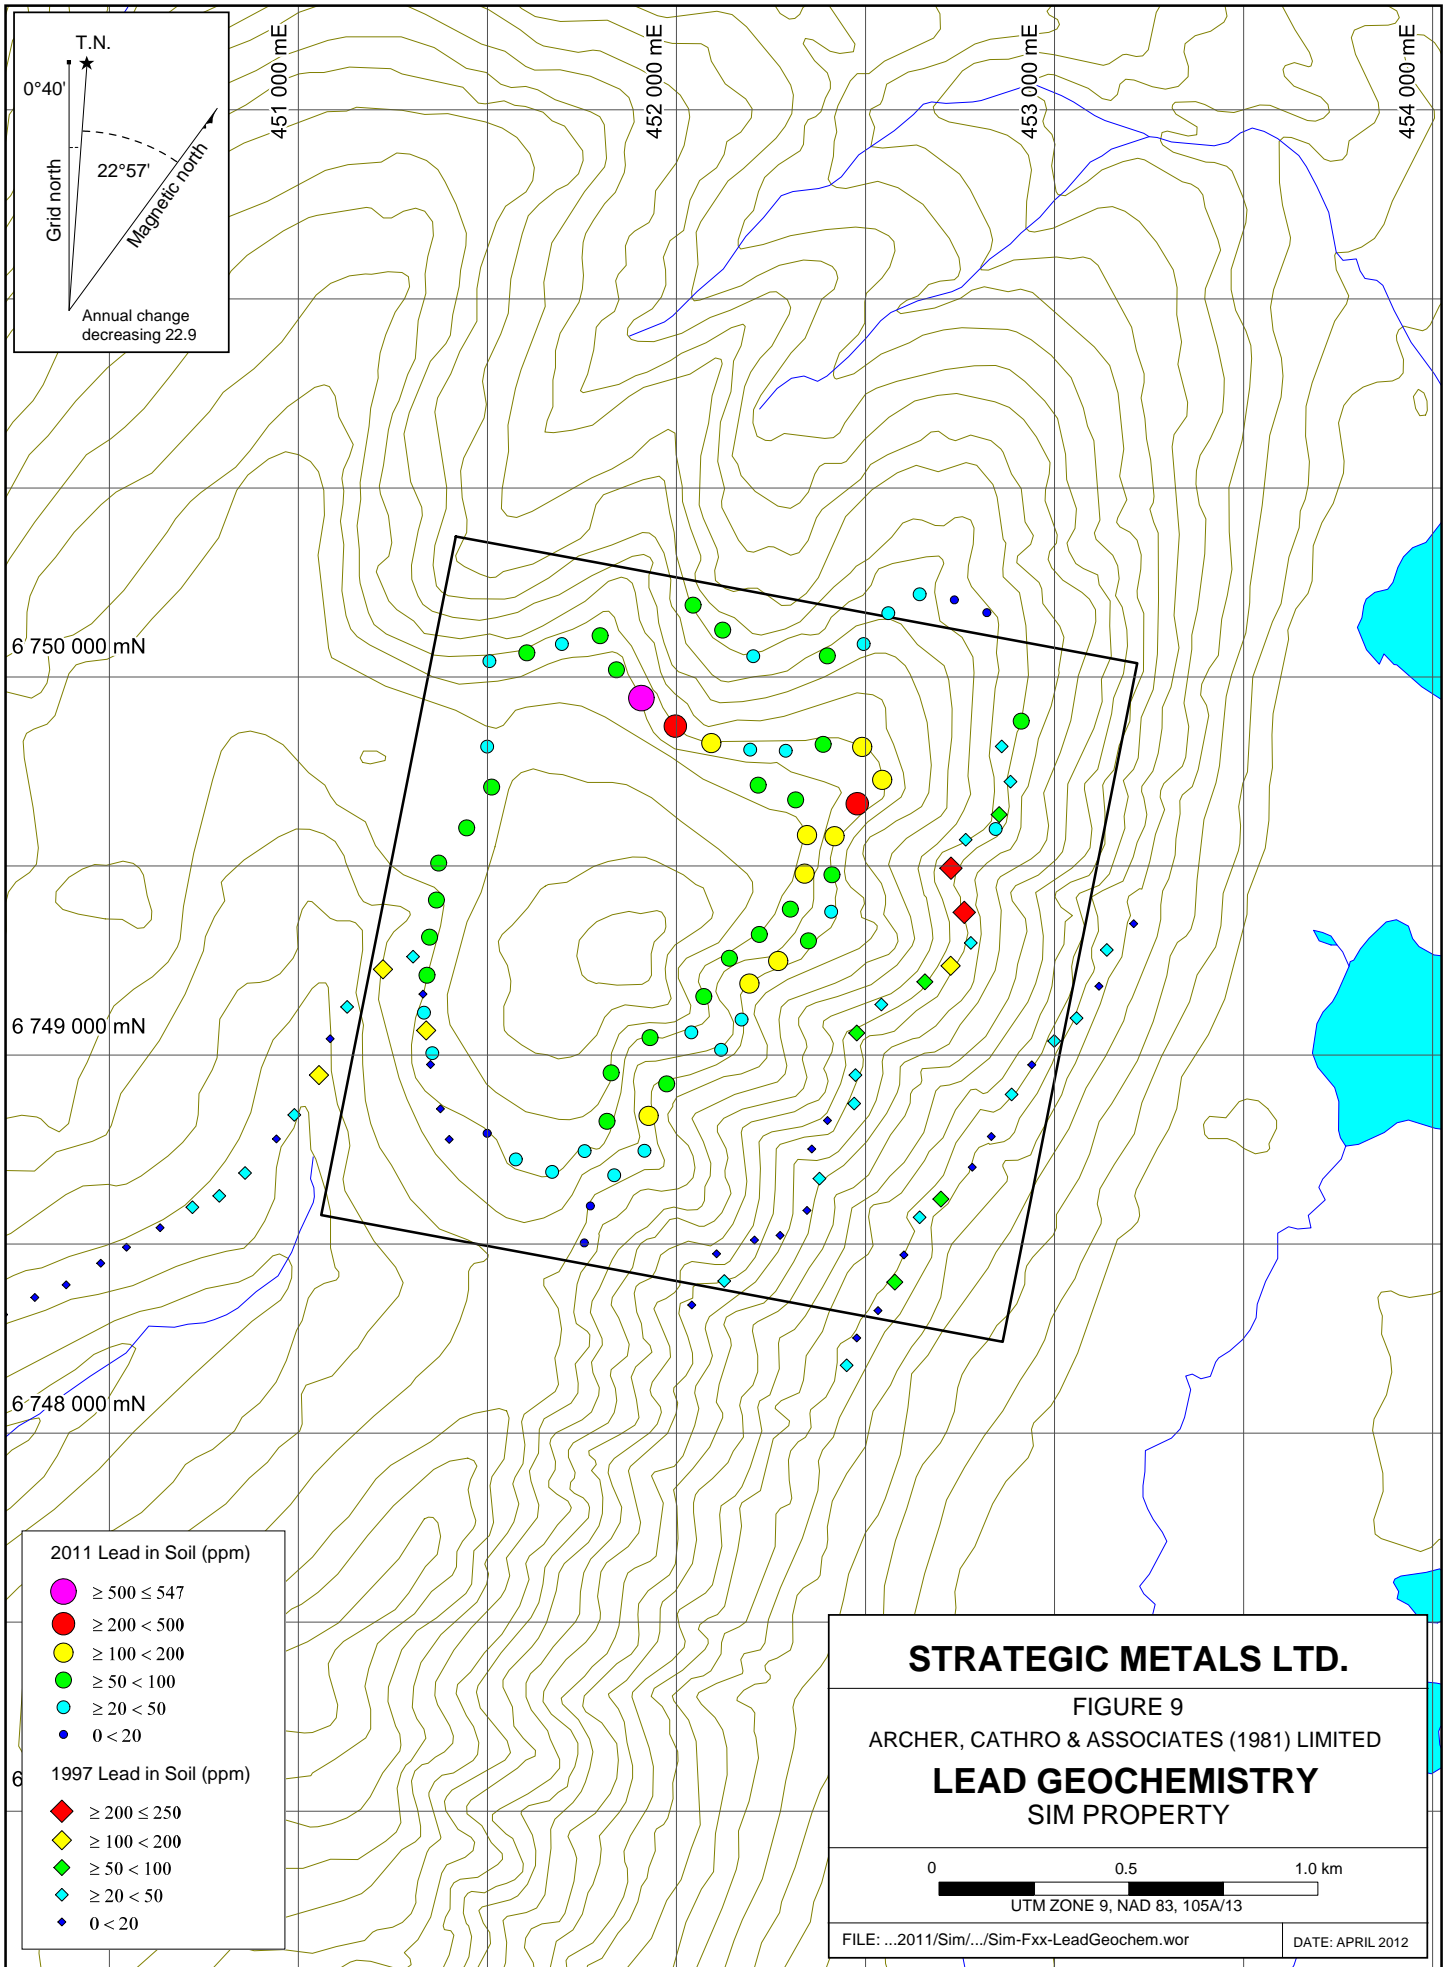 T.N.
0°40'
22°57'
Grid north
Magnetic north
Annual change
decreasing 22.9
451 000 mE
452 000 mE
453 000 mE
454 000 mE
6 750 000 mN
6 749 000 mN
6 748 000 mN
6
2011 Lead in Soil (ppm)
≥ 500 ≤ 547
≥ 200 < 500
≥ 100 < 200
≥ 50 < 100
≥ 20 < 50
0 < 20
1997 Lead in Soil (ppm)
≥ 200 ≤ 250
≥ 100 < 200
≥ 50 < 100
≥ 20 < 50
0 < 20
STRATEGIC METALS LTD.
FIGURE 9
ARCHER, CATHRO & ASSOCIATES (1981) LIMITED
LEAD GEOCHEMISTRY
SIM PROPERTY
0 0.5 1.0 km
UTM ZONE 9, NAD 83, 105A/13
FILE: ...2011/Sim/.../Sim-Fxx-LeadGeochem.wor
DATE: APRIL 2012